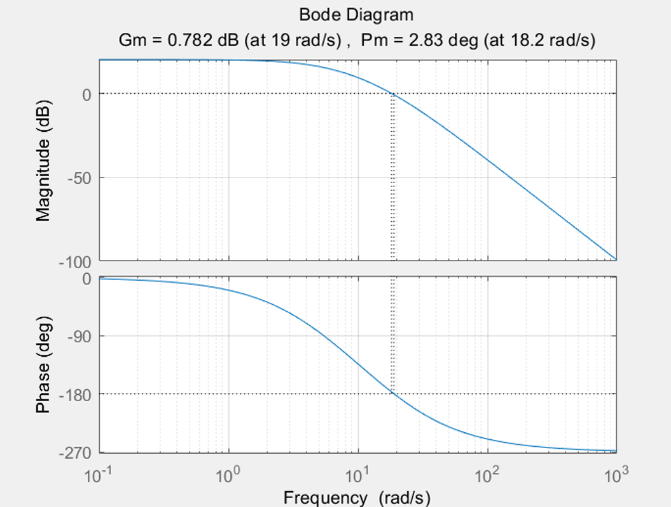 Bode Diagram
Gm = 0.782 dB (at 19 rad/s) ,  Pm = 2.83 deg (at 18.2 rad/s)
Magnitude (dB)
0
-50
-100
Phase (deg)
0
-90
-180
-270
10^-1
10^0
10^1
10^2
10^3
Frequency  (rad/s)